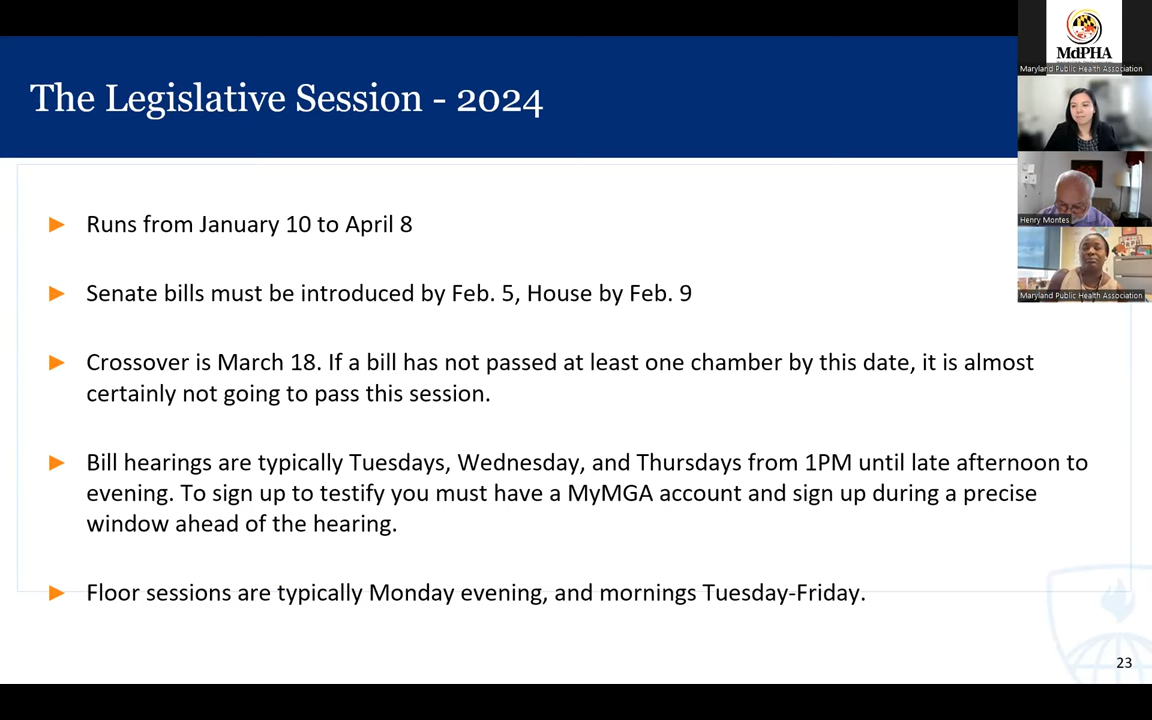 The Legislative Session - 2024
MdPHA
Maryland Public Health Association
Henry Montes
Maryland Public Health Association
Runs from January 10 to April 8
Senate bills must be introduced by Feb. 5, House by Feb. 9
Crossover is March 18. If a bill has not passed at least one chamber by this date, it is almost
certainly not going to pass this session.
Bill hearings are typically Tuesdays, Wednesday, and Thursdays from 1PM until late afternoon to
evening. To sign up to testify you must have a MyMGA account and sign up during a precise
window ahead of the hearing.
Floor sessions are typically Monday evening, and mornings Tuesday-Friday.
23